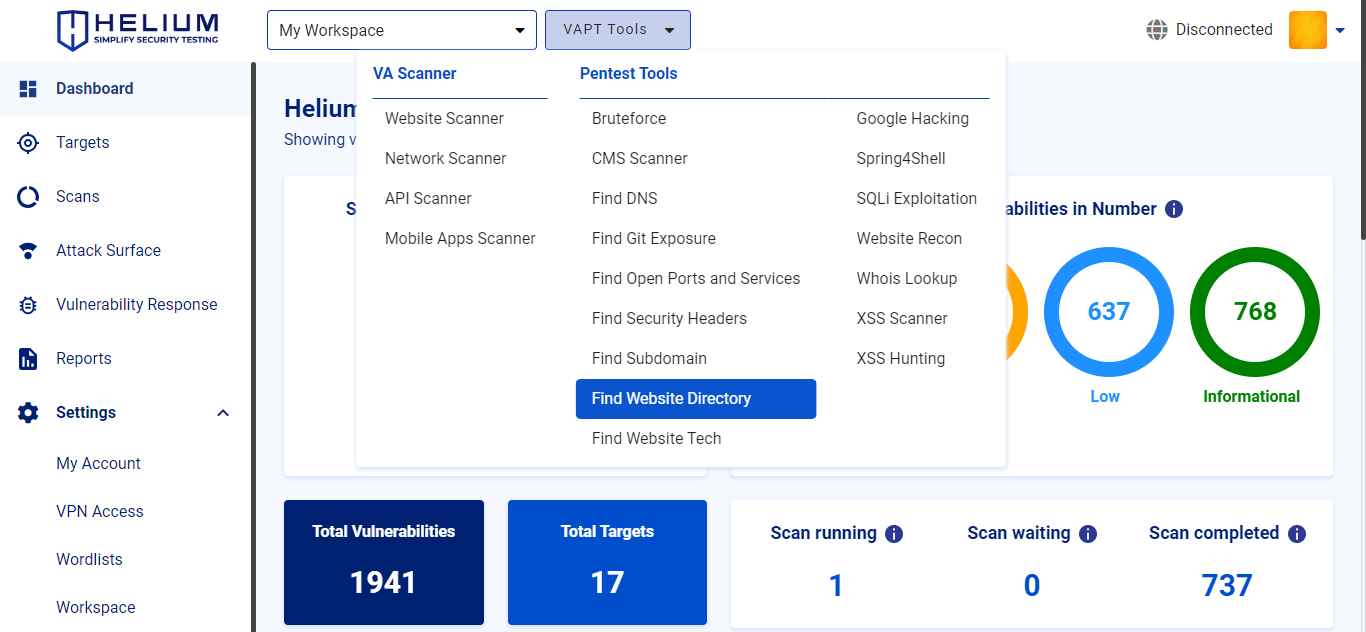 HELIUM
SIMPLIFY SECURITY TESTING
My Workspace
VAPT Tools
Disconnected
Dashboard
Targets
Scans
Attack Surface
Vulnerability Response
Reports
Settings
My Account
VPN Access
Wordlists
Workspace
VA Scanner
Website Scanner
Network Scanner
API Scanner
Mobile Apps Scanner
Pentest Tools
Bruteforce
CMS Scanner
Find DNS
Find Git Exposure
Find Open Ports and Services
Find Security Headers
Find Subdomain
Find Website Directory
Find Website Tech
Google Hacking
Spring4Shell
SQLi Exploitation
Website Recon
Whois Lookup
XSS Scanner
XSS Hunting
Helium
Showing v
S
abilities in Number
637
Low
768
Informational
Total Vulnerabilities
1941
Total Targets
17
Scan running
1
Scan waiting
0
Scan completed
737